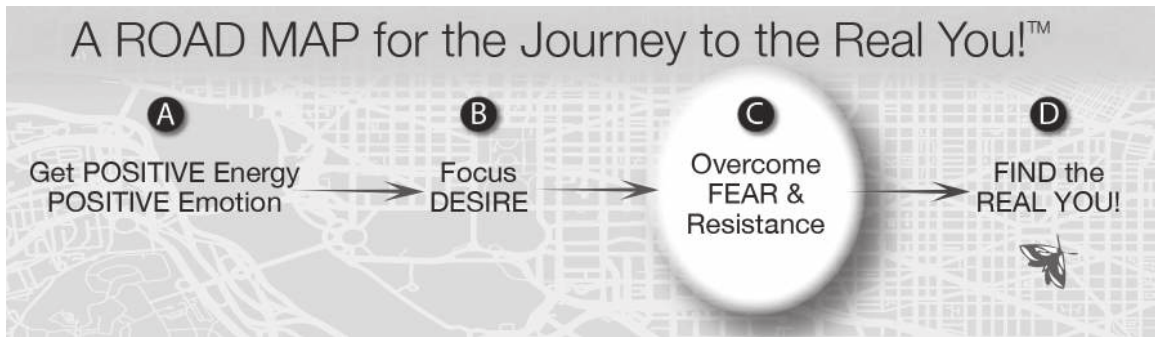 A ROAD MAP for the Journey to the Real You!™
A
Get POSITIVE Energy
POSITIVE Emotion
B
Focus
DESIRE
C
Overcome
FEAR &
Resistance
D
FIND the
REAL YOU!